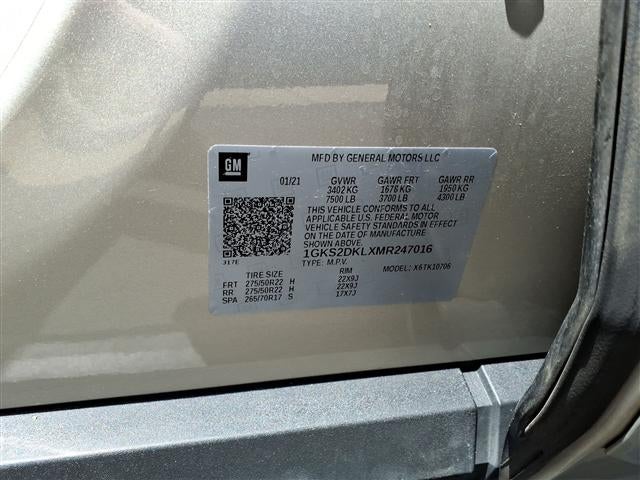 GM
MFD BY GENERAL MOTORS LLC
01/21 GVWR GAWR FRT GAWR RR
3402 KG 1678 KG 1950 KG
7500 LB 3700 LB 4300 LB
THIS VEHICLE CONFORMS TO ALL
APPLICABLE U.S. FEDERAL MOTOR
VEHICLE SAFETY STANDARDS IN EFFECT
ON THE DATE OF MANUFACTURE
SHOWN ABOVE.
1GKS2DKLXMR247016
317E
TYPE: M.P.V. MODEL: X6TK10706
TIRE SIZE RIM
FRT 275/50R22 H 22X9J
RR 275/50R22 H 22X9J
SPA 265/70R17 S 17X7J